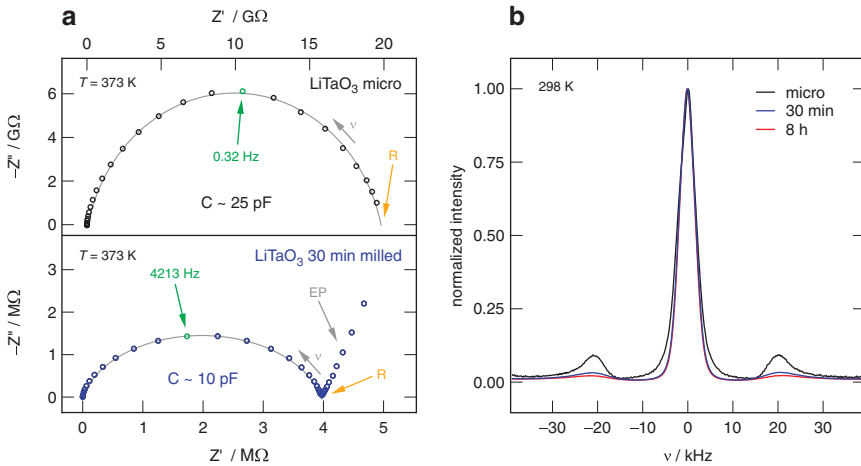 a
Z' / GΩ
0 5 10 15 20
T = 373 K
LiTaO3 micro
6
4
2
0
−Z'' / GΩ
ν
0.32 Hz
R
C ~ 25 pF
T = 373 K
LiTaO3 30 min milled
3
2
1
0
−Z'' / MΩ
4213 Hz
EP
ν
C ~ 10 pF
R
0 1 2 3 4 5 6
Z' / MΩ
b
298 K
micro
30 min
8 h
1.00
0.75
0.50
0.25
0.00
normalized intensity
−30 −20 −10 0 10 20 30
ν / kHz